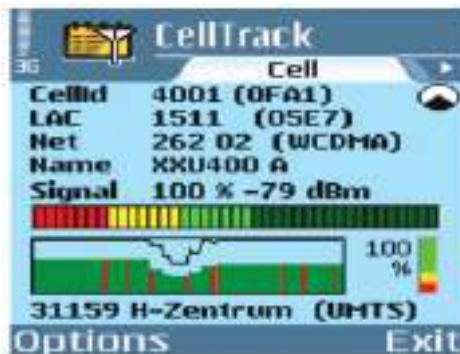 CellTrack
3G
Cell
CellId 4001 (0FA1)
LAC 1511 (05E7)
Net 262 02 (WCDMA)
Name XXU400 A
Signal 100 % -79 dBm
100
%
31159 H-Zentrum (UMTS)
Options Exit